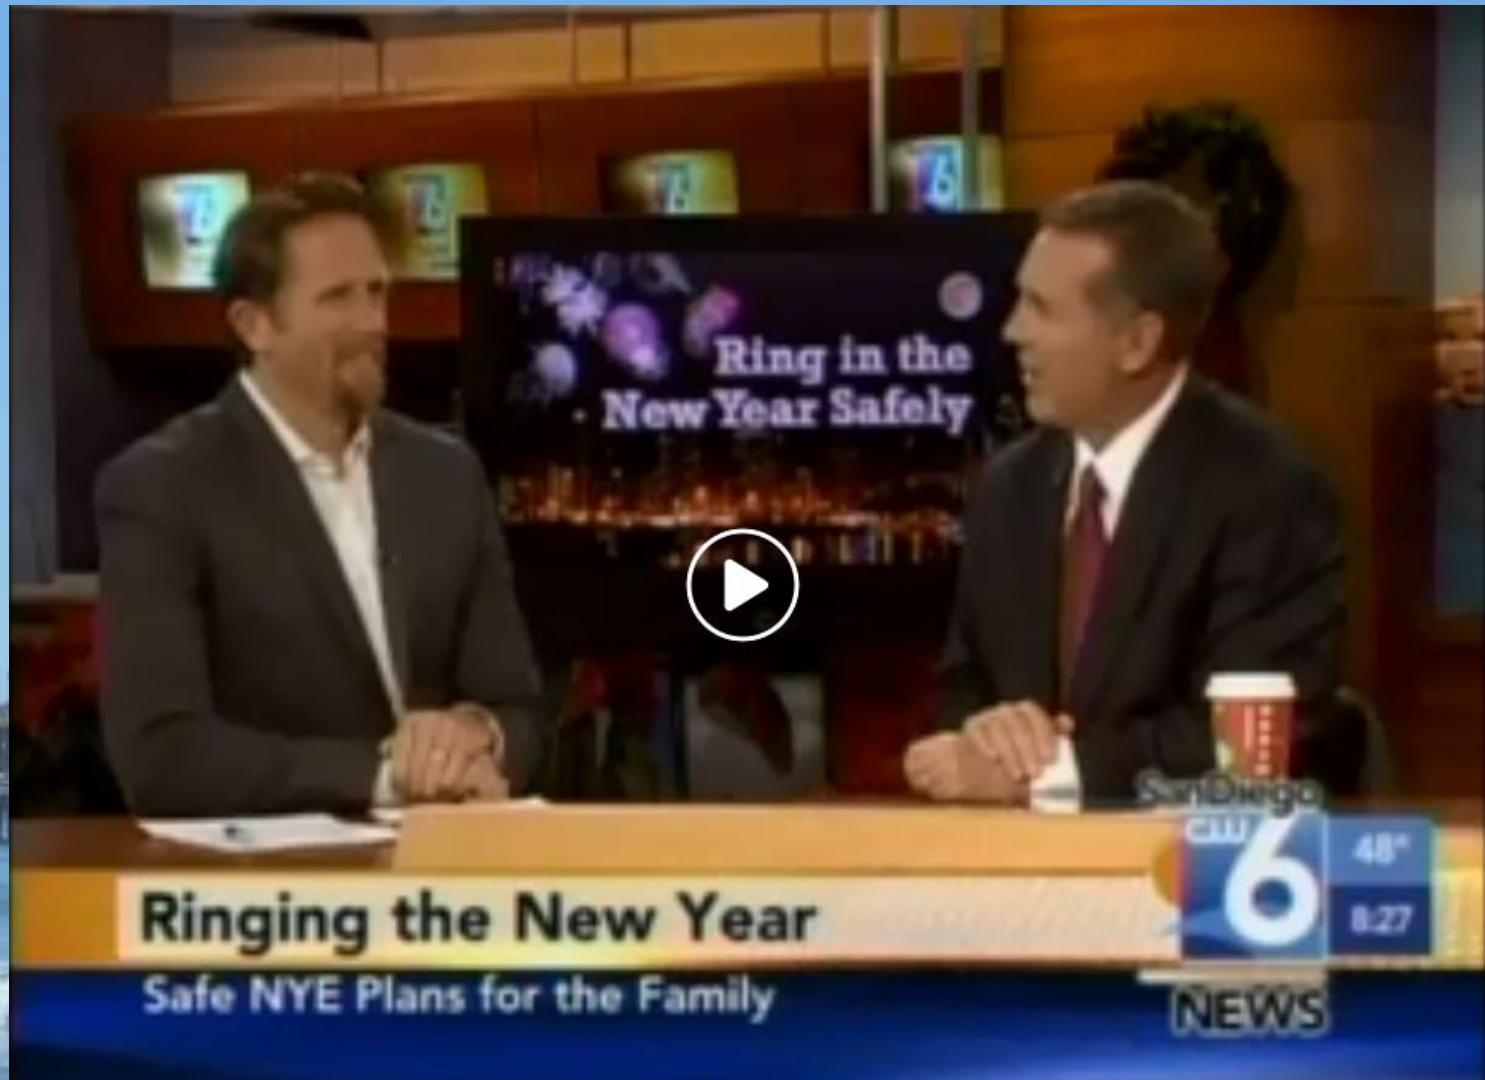 Ring in the
New Year Safely
San Diego
CW
6
48°
8:27
Ringing the New Year
Safe NYE Plans for the Family
NEWS